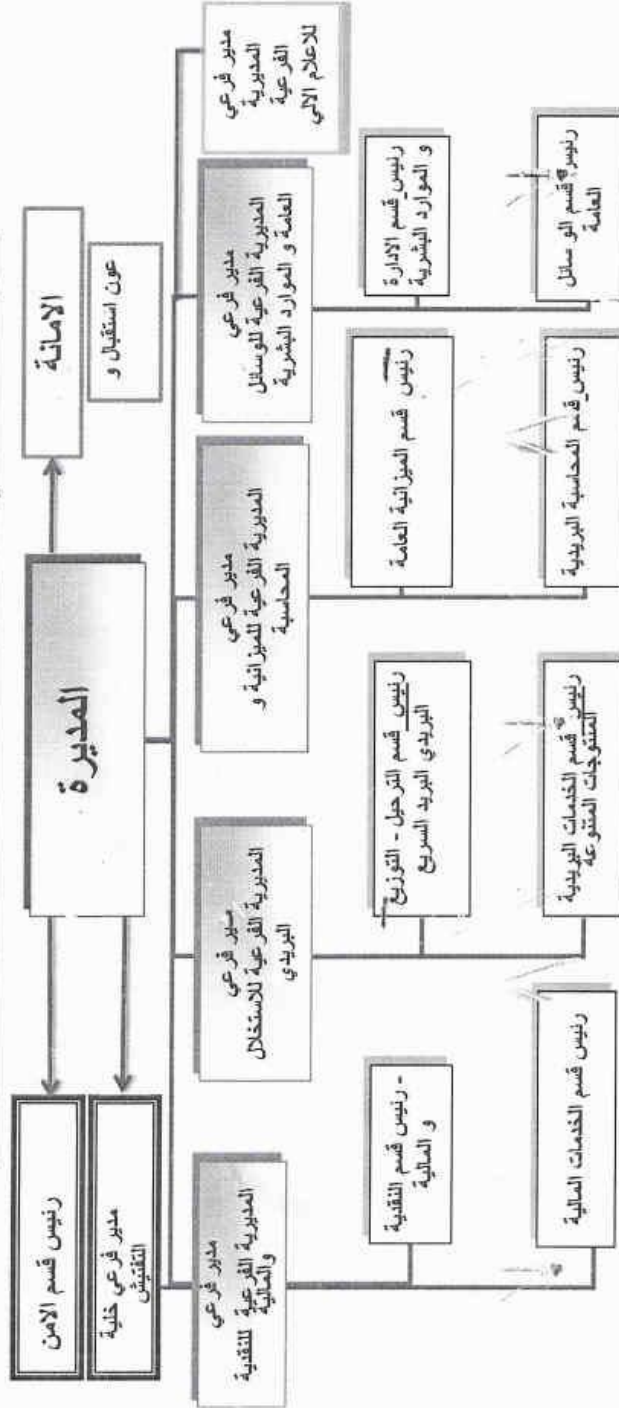 المديرة
الامانة
عون استقبال و
رئيس قسم الامن
مدير فرعي خلية
التفتيش
مدير فرعي
المديرية
الفرعية
للاعلام الالي
مدير فرعي
المديرية الفرعية للوسائل
العامة و الموارد البشرية
مدير فرعي
المديرية الفرعية للميزانية و
المحاسبة
مدير فرعي
المديرية الفرعية للاستغلال
البريدي
مدير فرعي
المديرية الفرعية للنقدية
والمالية
رئيس قسم الادارة
و الموارد البشرية
رئيس قسم الميزانية العامة
رئيس قسم الترحيل - التوزيع
البريدي البريد السريع
- رئيس قسم النقدية
و المالية
رئيس قسم الوسائل
العامة
رئيس قسم المحاسبة البريدية
رئيس قسم الخدمات البريدية
المنتوجات المتنوعة
رئيس قسم الخدمات المالية